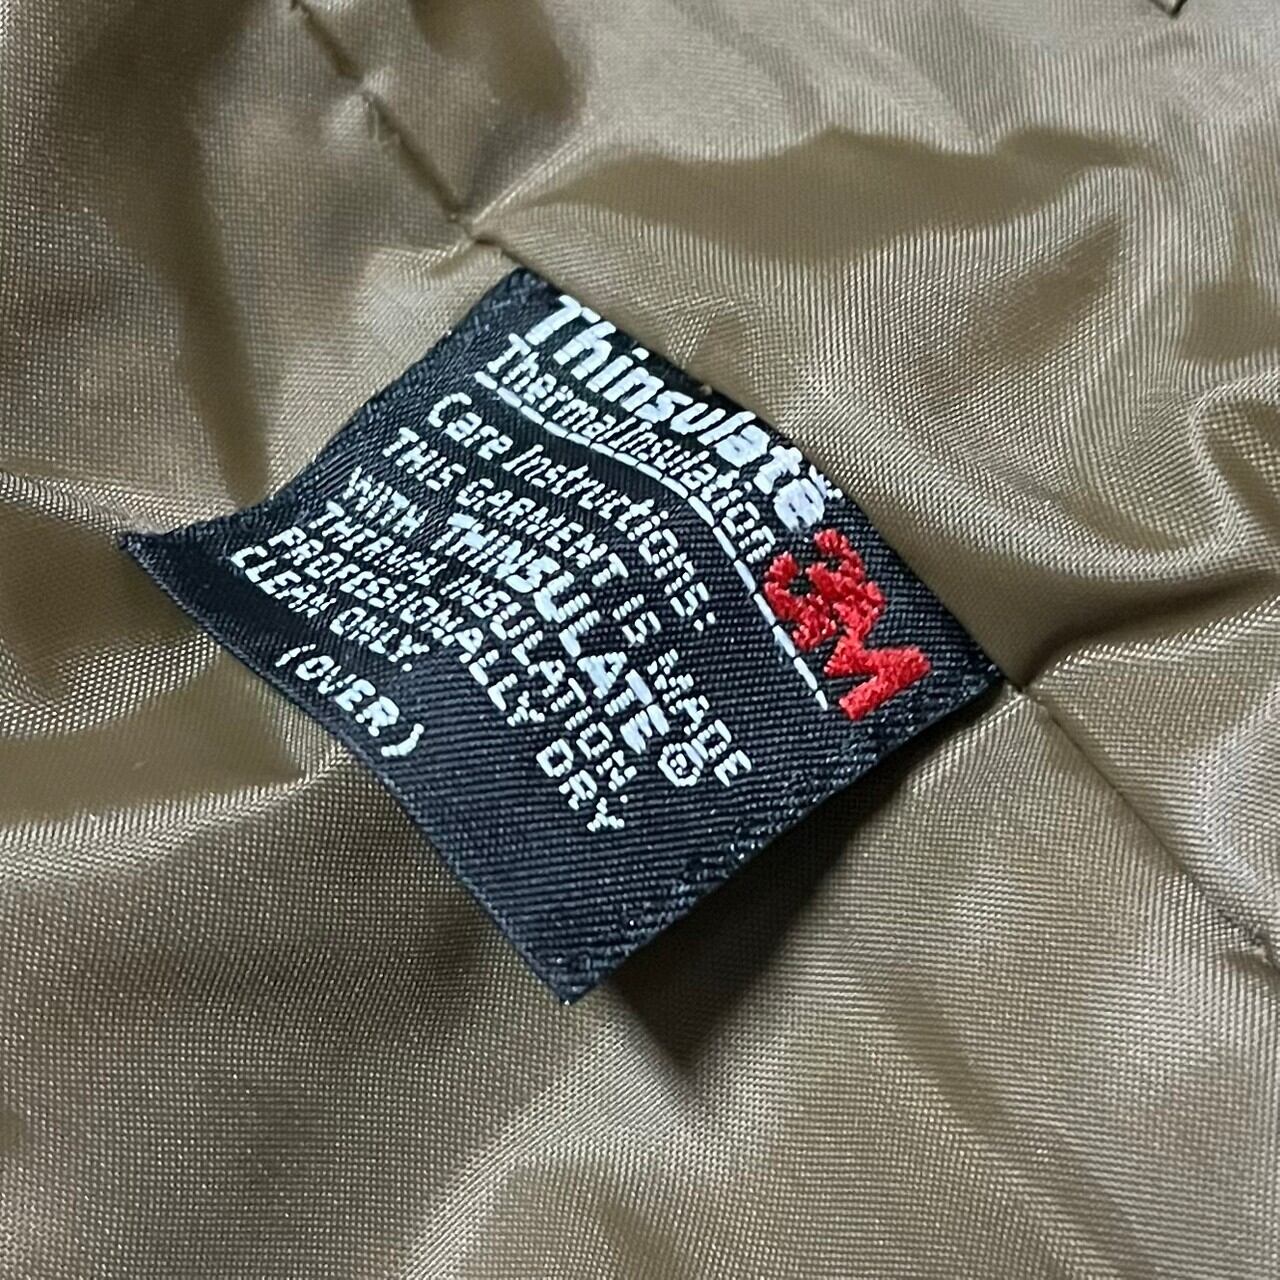 Thinsulate
Thermal Insulation
3M
Care Instructions:
THIS GARMENT IS MADE
WITH THINSULATE®
THERMAL INSULATION.
PROFESSIONALLY DRY
CLEAN ONLY.
(OVER)